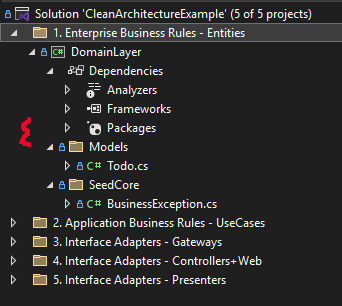 Solution 'CleanArchitectureExample' (5 of 5 projects)
1. Enterprise Business Rules - Entities
C# DomainLayer
Dependencies
Analyzers
Frameworks
Packages
Models
C# Todo.cs
SeedCore
C# BusinessException.cs
2. Application Business Rules - UseCases
3. Interface Adapters - Gateways
4. Interface Adapters - Controllers+Web
5. Interface Adapters - Presenters